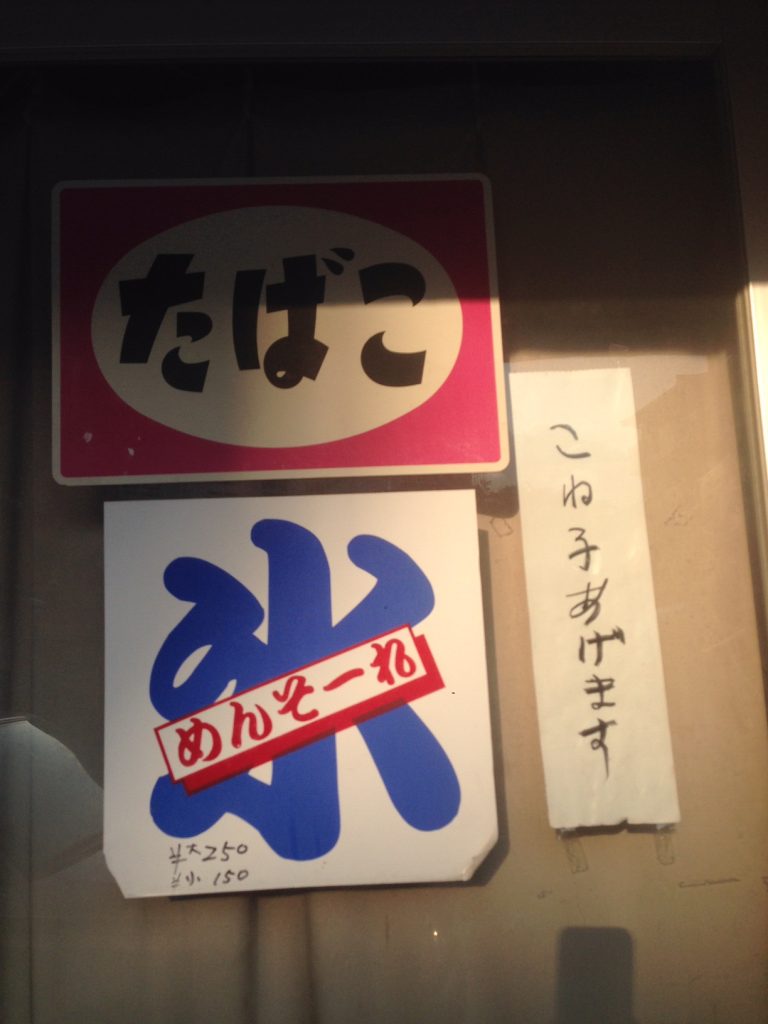 たばこ
氷
めんそーれ
¥大250
¥小150
こね子あげます